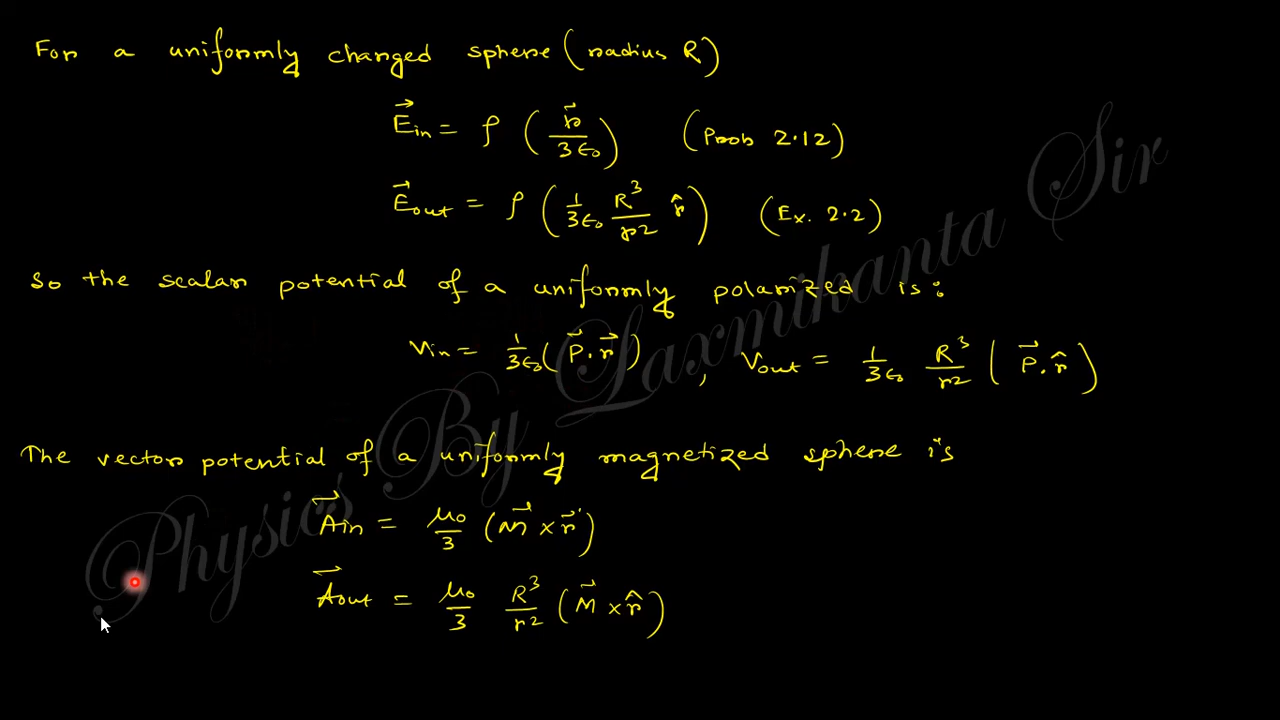 For a uniformly charged sphere (radius R)
E⃗in = ρ ( r⃗ / 3ε₀ ) (Prob 2.12)
E⃗out = ρ ( 1/3ε₀ R³/r² r̂ ) (Ex. 2.2)
So the scalar potential of a uniformly polarized is:
Vin = 1/3ε₀ ( P⃗ . r⃗ ) , Vout = 1/3ε₀ R³/r² ( P⃗ . r̂ )
The vector potential of a uniformly magnetized sphere is
A⃗in = μ₀/3 ( M⃗ × r⃗ )
A⃗out = μ₀/3 R³/r² ( M⃗ × r̂ )
Physics By Laxmikanta Sir